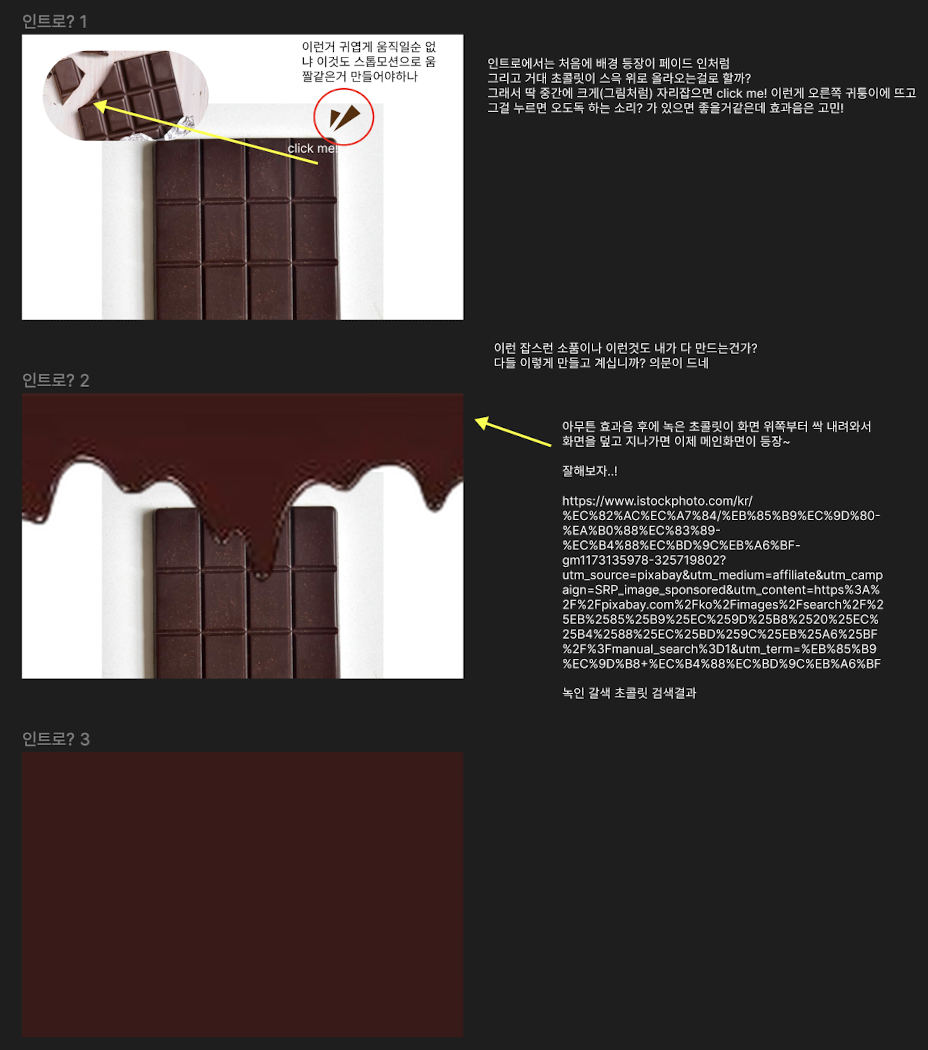 인트로? 1
이런거 귀엽게 움직일순 없
냐 이것도 스톱모션으로 움
짤같은거 만들어야하나
click me!
인트로에서는 처음에 배경 등장이 페이드 인처럼
그리고 거대 초콜릿이 스윽 위로 올라오는걸로 할까?
그래서 딱 중간에 크게(그림처럼) 자리잡으면 click me! 이런게 오른쪽 귀퉁이에 뜨고
그걸 누르면 오도독 하는 소리? 가 있으면 좋을거같은데 효과음은 고민!
이런 잡스런 소품이나 이런것도 내가 다 만드는건가?
다들 이렇게 만들고 계십니까? 의문이 드네
인트로? 2
아무튼 효과음 후에 녹은 초콜릿이 화면 위쪽부터 싹 내려와서
화면을 덮고 지나가면 이제 메인화면이 등장~
잘해보자..!
https://www.istockphoto.com/kr/
%EC%82%AC%EC%A7%84/%EB%85%B9%EC%9D%80-
%EA%B0%88%EC%83%89-
%EC%B4%88%EC%BD%9C%EB%A6%BF-
gm1173135978-325719802?
utm_source=pixabay&utm_medium=affiliate&utm_camp
aign=SRP_image_sponsored&utm_content=https%3A%
2F%2Fpixabay.com%2Fko%2Fimages%2Fsearch%2F%2
5EB%2585%25B9%25EC%259D%25B8%2520%25EC%
25B4%2588%25EC%25BD%259C%25EB%25A6%25BF
%2F%3Fmanual_search%3D1&utm_term=%EB%85%B9
%EC%9D%B8+%EC%B4%88%EC%BD%9C%EB%A6%BF
녹인 갈색 초콜릿 검색결과
인트로? 3